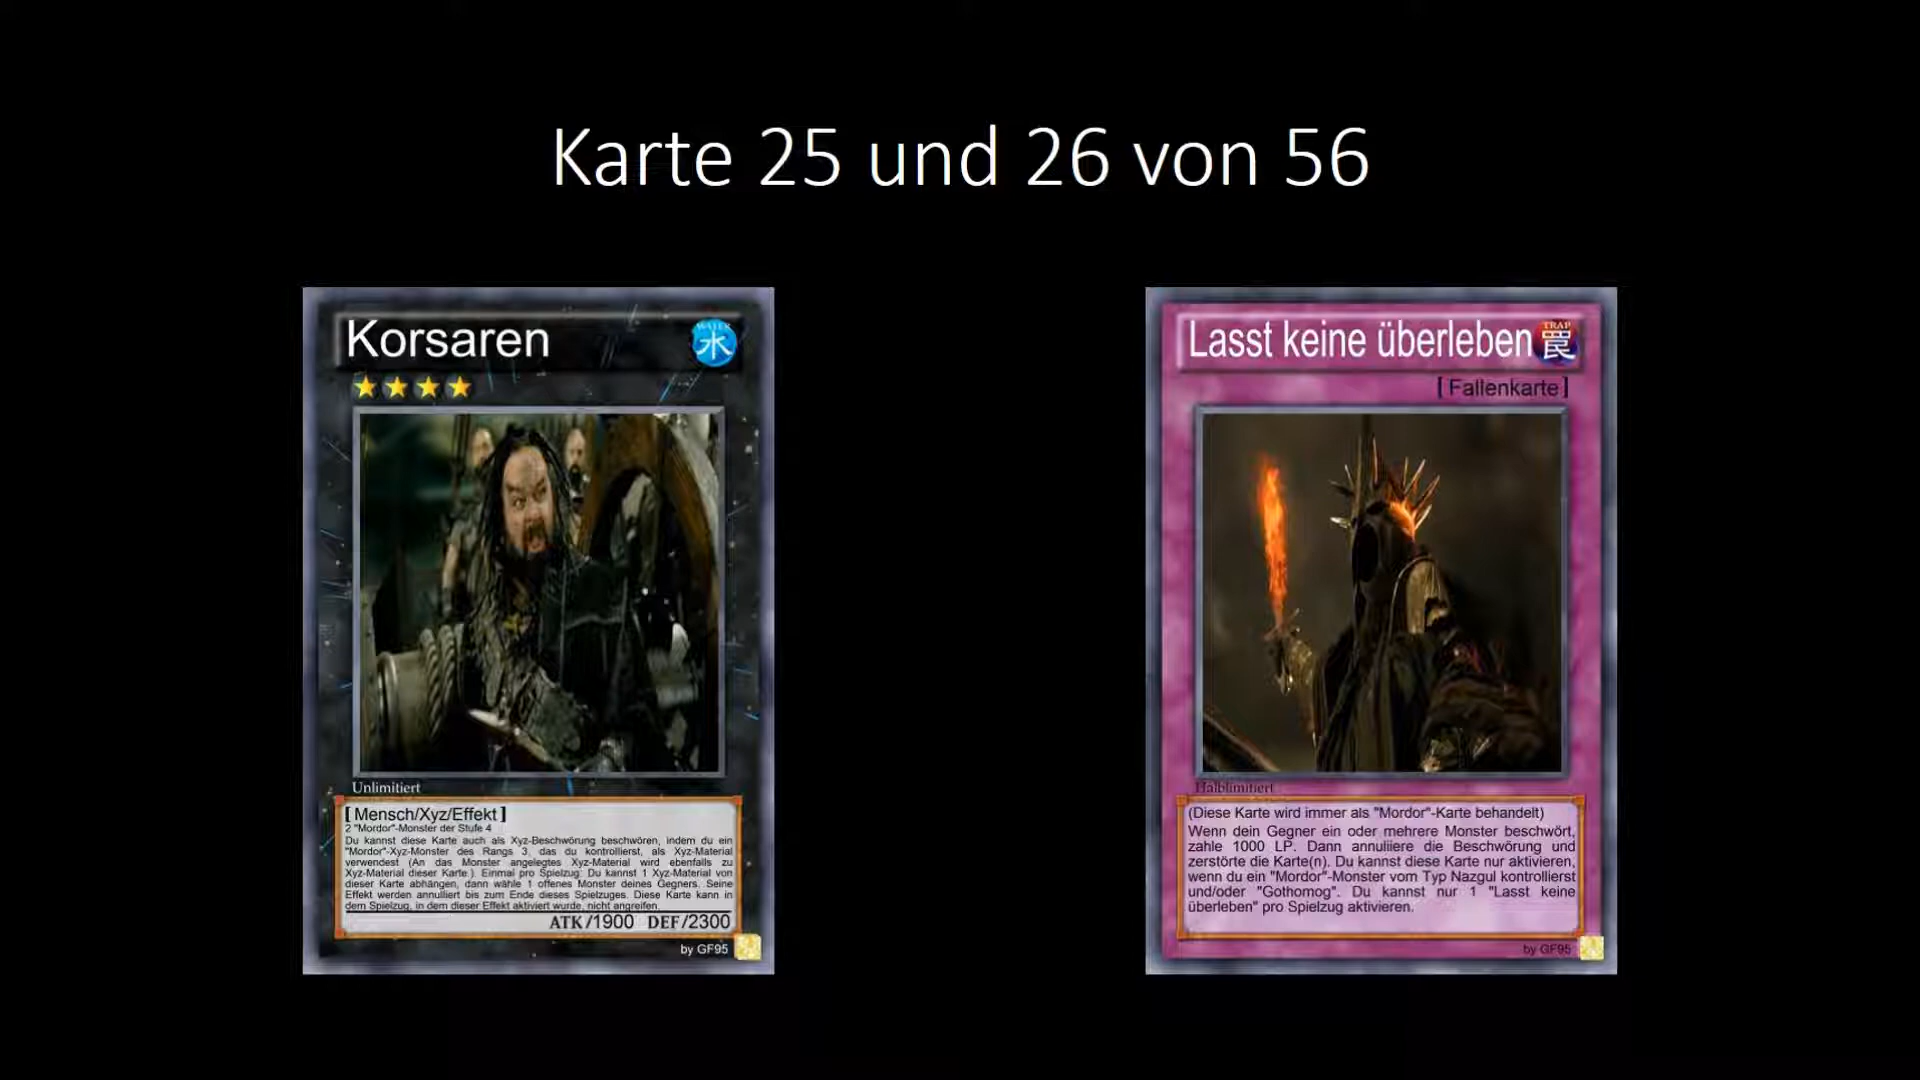 Karte 25 und 26 von 56
Korsaren
WATER
水
Unlimitiert
[ Mensch/Xyz/Effekt ]
2 "Mordor"-Monster der Stufe 4
Du kannst diese Karte auch als Xyz-Beschwörung beschwören, indem du ein
"Mordor"-Xyz-Monster des Rangs 3, das du kontrollierst, als Xyz-Material
verwendest (An das Monster angelegtes Xyz-Material wird ebenfalls zu
Xyz-Material dieser Karte.). Einmal pro Spielzug: Du kannst 1 Xyz-Material von
dieser Karte abhängen, dann wähle 1 offenes Monster deines Gegners. Seine
Effekt werden annulliert bis zum Ende dieses Spielzuges. Diese Karte kann in
dem Spielzug, in dem dieser Effekt aktiviert wurde, nicht angreifen.
ATK/1900 DEF/2300
by GF95
Lasst keine überleben
TRAP
罠
[ Fallenkarte ]
Halblimitiert
(Diese Karte wird immer als "Mordor"-Karte behandelt)
Wenn dein Gegner ein oder mehrere Monster beschwört,
zahle 1000 LP. Dann annuliiere die Beschwörung und
zerstörte die Karte(n). Du kannst diese Karte nur aktivieren,
wenn du ein "Mordor"-Monster vom Typ Nazgul kontrollierst
und/oder "Gothomog". Du kannst nur 1 "Lasst keine
überleben" pro Spielzug aktivieren.
by GF95